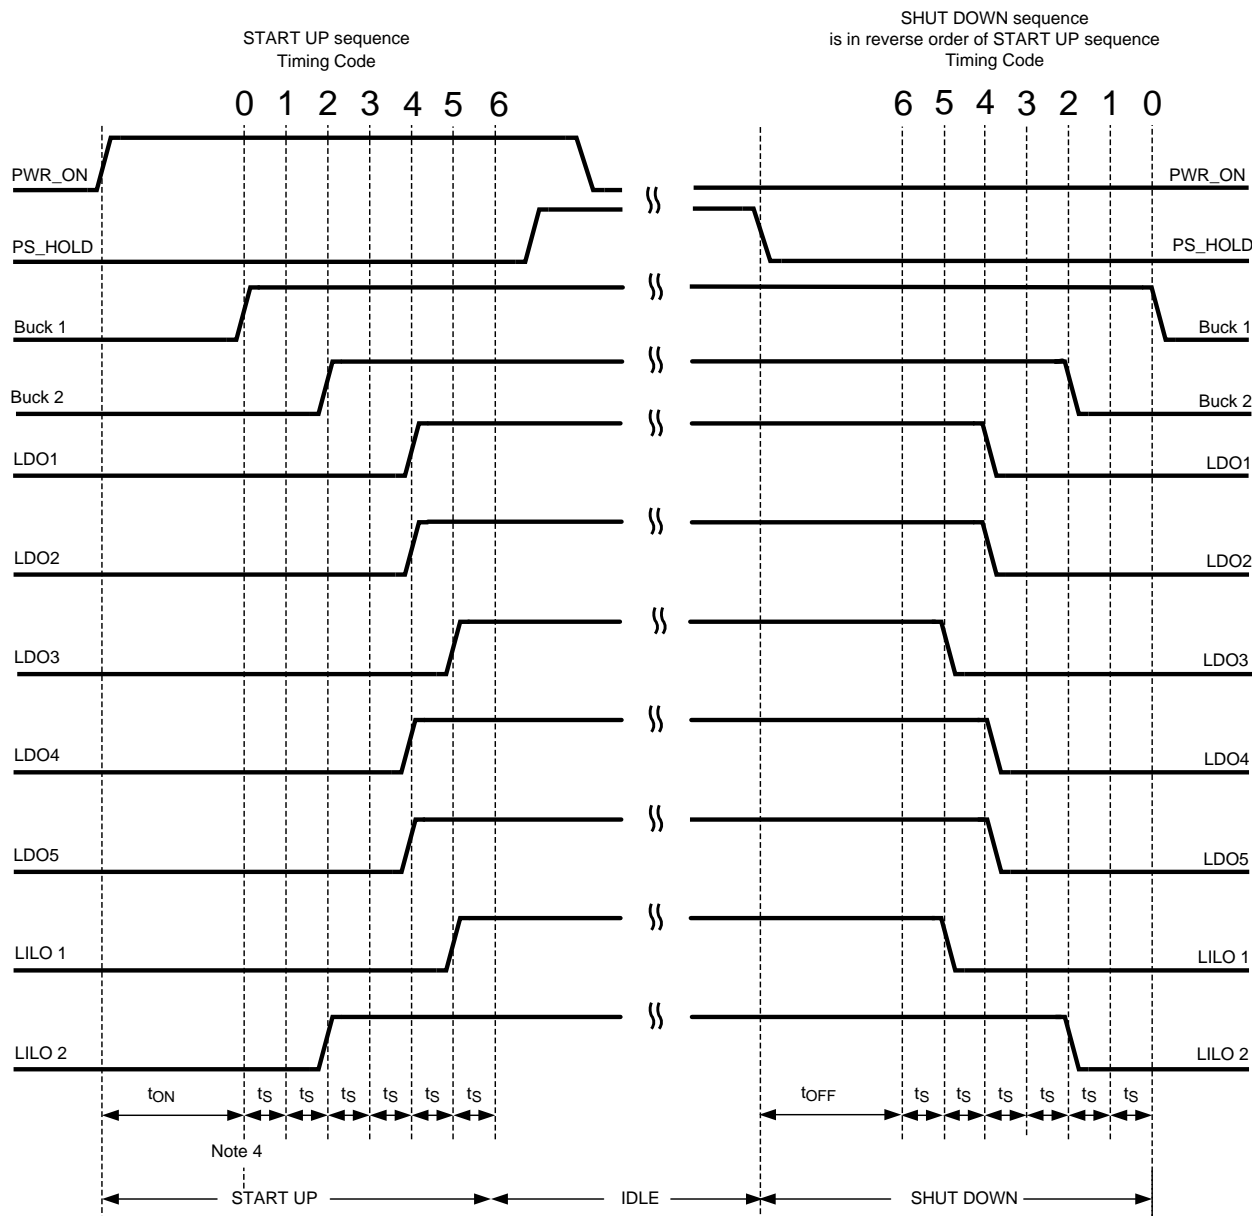 START UP sequence
Timing Code
SHUT DOWN sequence
is in reverse order of START UP sequence
Timing Code
0 1 2 3 4 5 6
6 5 4 3 2 1 0
PWR_ON
PWR_ON
PS_HOLD
PS_HOLD
Buck 1
Buck 1
Buck 2
Buck 2
LDO1
LDO1
LDO2
LDO2
LDO3
LDO3
LDO4
LDO4
LDO5
LDO5
LILO 1
LILO 1
LILO 2
LILO 2
tON tS tS tS tS tS tS
tOFF tS tS tS tS tS tS
Note 4
START UP
IDLE
SHUT DOWN